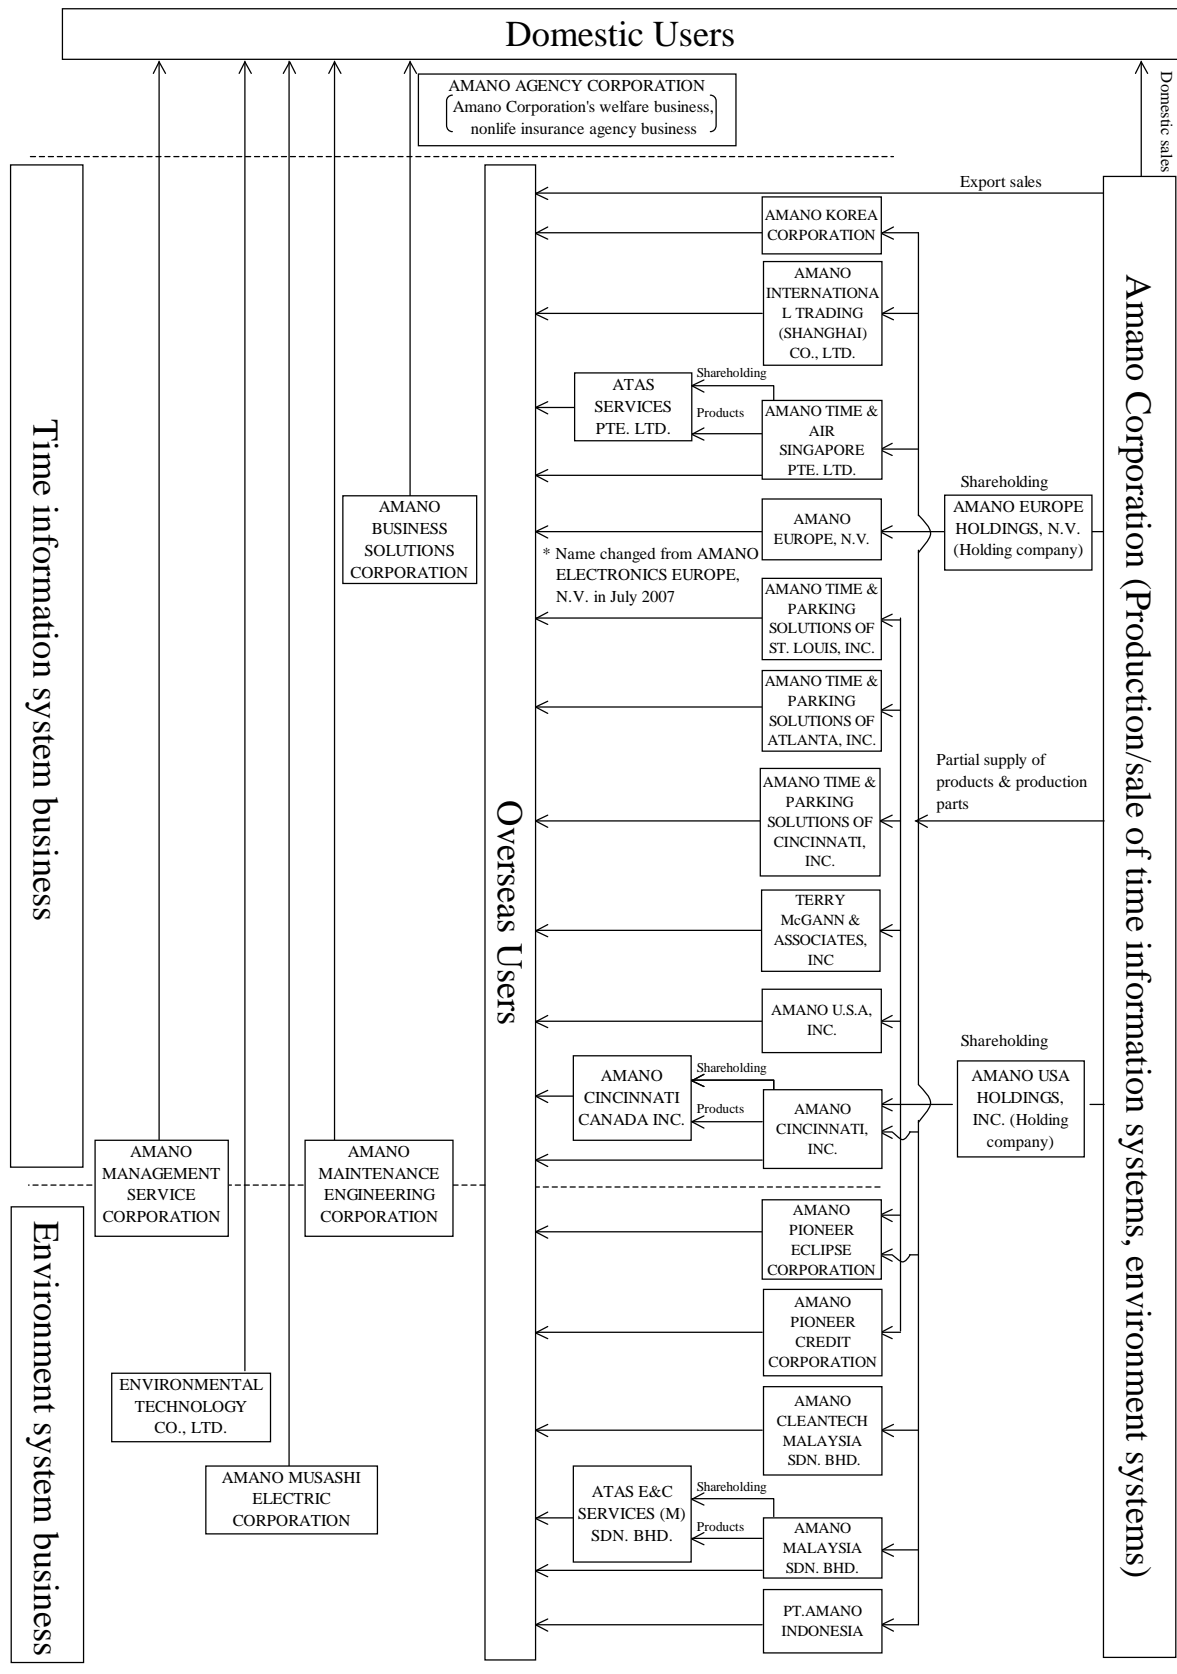 Domestic Users
Domestic sales
AMANO AGENCY CORPORATION
Amano Corporation's welfare business,
nonlife insurance agency business
Time information system business
Environment system business
Overseas Users
Amano Corporation (Production/sale of time information systems, environment systems)
Export sales
AMANO KOREA
CORPORATION
AMANO
INTERNATIONA
L TRADING
(SHANGHAI)
CO., LTD.
ATAS
SERVICES
PTE. LTD.
Shareholding
Products
AMANO TIME &
AIR
SINGAPORE
PTE. LTD.
AMANO
BUSINESS
SOLUTIONS
CORPORATION
AMANO
EUROPE, N.V.
Shareholding
AMANO EUROPE
HOLDINGS, N.V.
(Holding company)
* Name changed from AMANO
ELECTRONICS EUROPE,
N.V. in July 2007
AMANO TIME &
PARKING
SOLUTIONS OF
ST. LOUIS, INC.
AMANO TIME &
PARKING
SOLUTIONS OF
ATLANTA, INC.
Partial supply of
products & production
parts
AMANO TIME &
PARKING
SOLUTIONS OF
CINCINNATI,
INC.
TERRY
McGANN &
ASSOCIATES,
INC
AMANO U.S.A,
INC.
Shareholding
AMANO USA
HOLDINGS,
INC. (Holding
company)
AMANO
CINCINNATI
CANADA INC.
Shareholding
Products
AMANO
CINCINNATI,
INC.
AMANO
MANAGEMENT
SERVICE
CORPORATION
AMANO
MAINTENANCE
ENGINEERING
CORPORATION
AMANO
PIONEER
ECLIPSE
CORPORATION
AMANO
PIONEER
CREDIT
CORPORATION
ENVIRONMENTAL
TECHNOLOGY
CO., LTD.
AMANO
CLEANTECH
MALAYSIA
SDN. BHD.
AMANO MUSASHI
ELECTRIC
CORPORATION
ATAS E&C
SERVICES (M)
SDN. BHD.
Shareholding
Products
AMANO
MALAYSIA
SDN. BHD.
PT.AMANO
INDONESIA